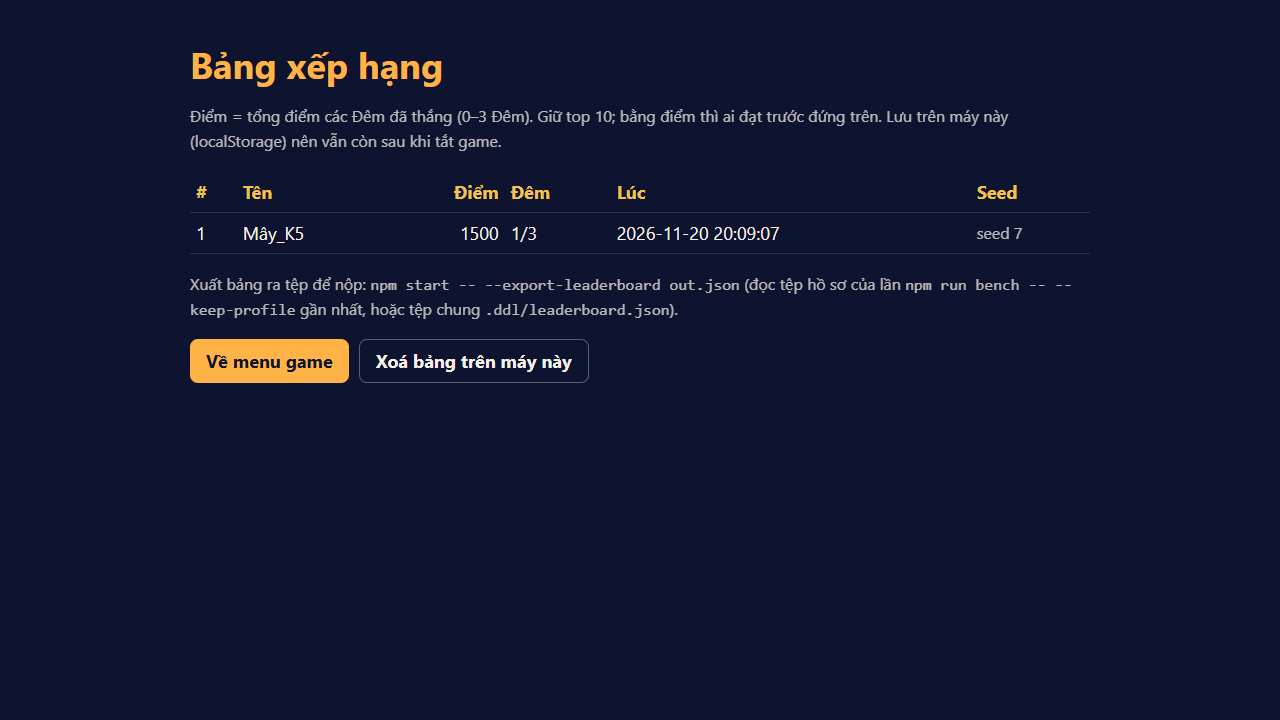 Bảng xếp hạng
Điểm = tổng điểm các Đêm đã thắng (0–3 Đêm). Giữ top 10; bằng điểm thì ai đạt trước đứng trên. Lưu trên máy này
(localStorage) nên vẫn còn sau khi tắt game.
# Tên Điểm Đêm Lúc Seed
1 Mây_K5 1500 1/3 2026-11-20 20:09:07 seed 7
Xuất bảng ra tệp để nộp: npm start -- --export-leaderboard out.json (đọc tệp hồ sơ của lần npm run bench -- --
keep-profile gần nhất, hoặc tệp chung .ddl/leaderboard.json).
Về menu game Xoá bảng trên máy này